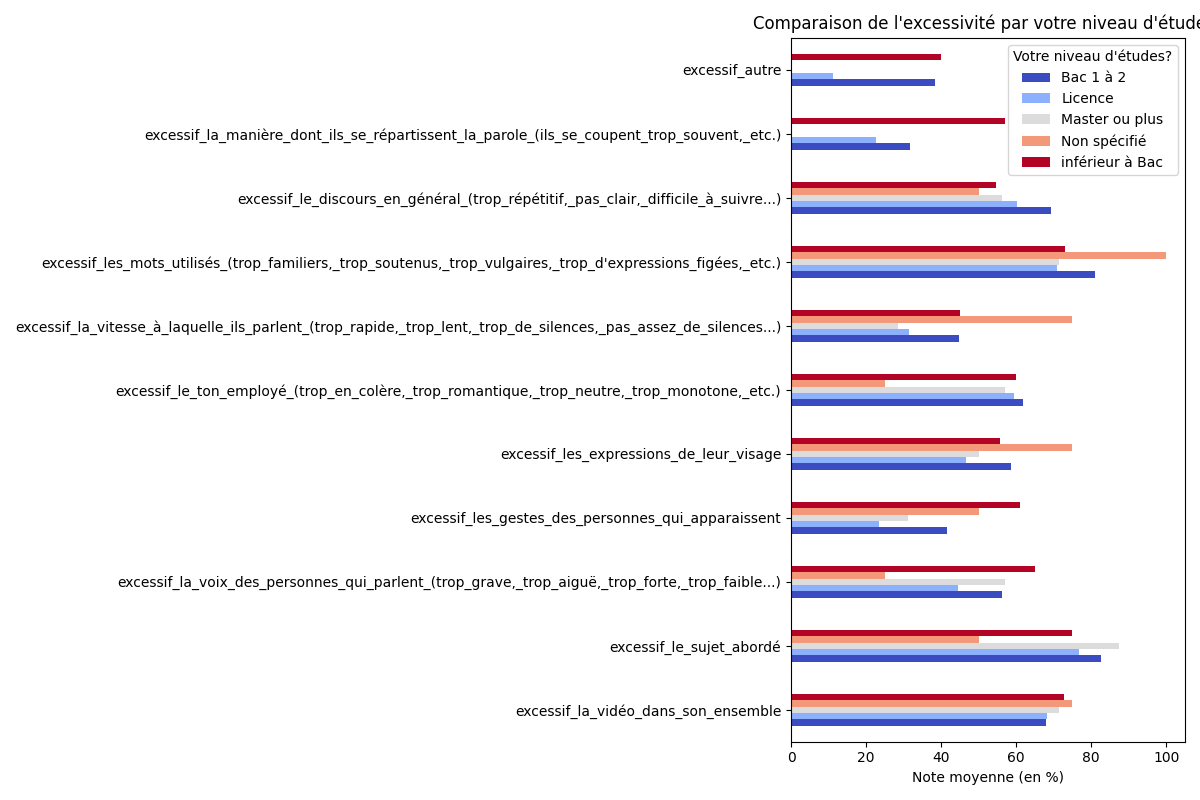 Comparaison de l'excessivité par votre niveau d'étude
Votre niveau d'études?
Bac 1 à 2
Licence
Master ou plus
Non spécifié
inférieur à Bac
excessif_autre
excessif_la_manière_dont_ils_se_répartissent_la_parole_(ils_se_coupent_trop_souvent,_etc.)
excessif_le_discours_en_général_(trop_répétitif,_pas_clair,_difficile_à_suivre...)
excessif_les_mots_utilisés_(trop_familiers,_trop_soutenus,_trop_vulgaires,_trop_d'expressions_figées,_etc.)
excessif_la_vitesse_à_laquelle_ils_parlent_(trop_rapide,_trop_lent,_trop_de_silences,_pas_assez_de_silences...)
excessif_le_ton_employé_(trop_en_colère,_trop_romantique,_trop_neutre,_trop_monotone,_etc.)
excessif_les_expressions_de_leur_visage
excessif_les_gestes_des_personnes_qui_apparaissent
excessif_la_voix_des_personnes_qui_parlent_(trop_grave,_trop_aiguë,_trop_forte,_trop_faible...)
excessif_le_sujet_abordé
excessif_la_vidéo_dans_son_ensemble
0 20 40 60 80 100
Note moyenne (en %)